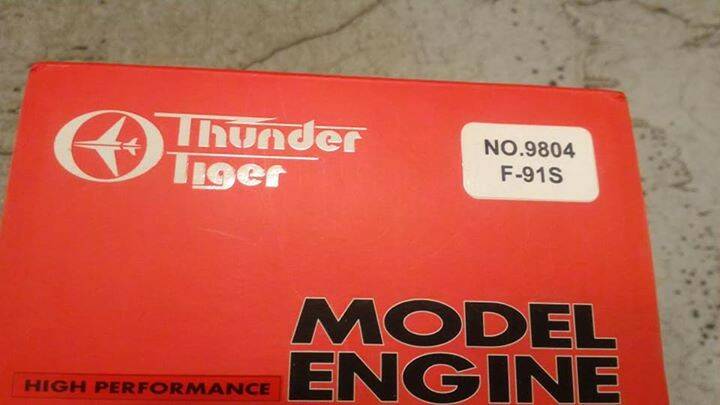 Thunder
Tiger
NO.9804
F-91S
MODEL
ENGINE
HIGH PERFORMANCE